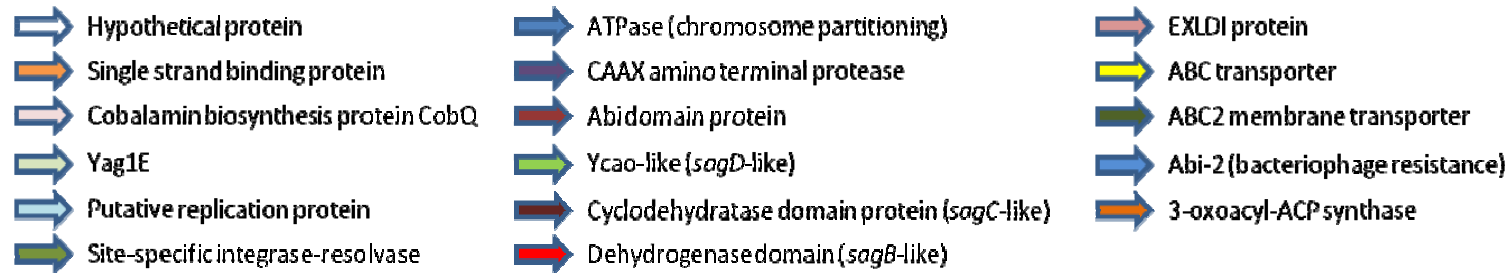 Hypothetical protein
Single strand binding protein
Cobalamin biosynthesis protein CobQ
Yag1E
Putative replication protein
Site-specific integrase-resolvase
ATPase (chromosome partitioning)
CAAX amino terminal protease
Abi domain protein
Ycao-like (sagD-like)
Cyclodehydratase domain protein (sagC-like)
Dehydrogenase domain (sagB-like)
EXLDI protein
ABC transporter
ABC2 membrane transporter
Abi-2 (bacteriophage resistance)
3-oxoacyl-ACP synthase